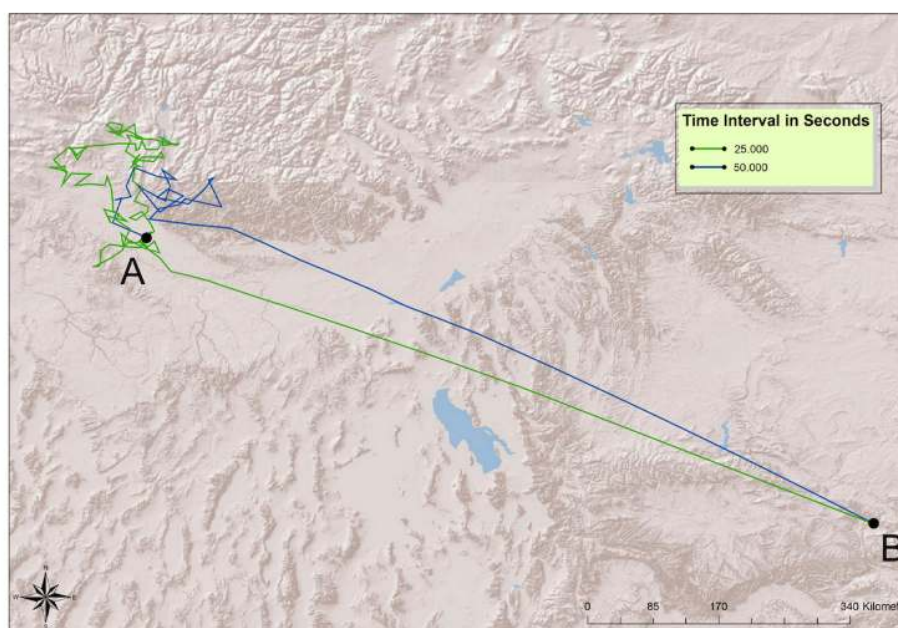 Time Interval in Seconds
25.000
50.000
A
B
N
W E
S
0 85 170 340 Kilomet